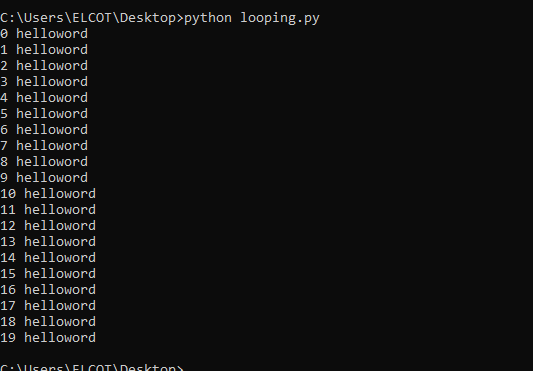 C:\Users\ELCOT\Desktop>python looping.py
0 helloword
1 helloword
2 helloword
3 helloword
4 helloword
5 helloword
6 helloword
7 helloword
8 helloword
9 helloword
10 helloword
11 helloword
12 helloword
13 helloword
14 helloword
15 helloword
16 helloword
17 helloword
18 helloword
19 helloword
C:\Users\ELCOT\Desktop>